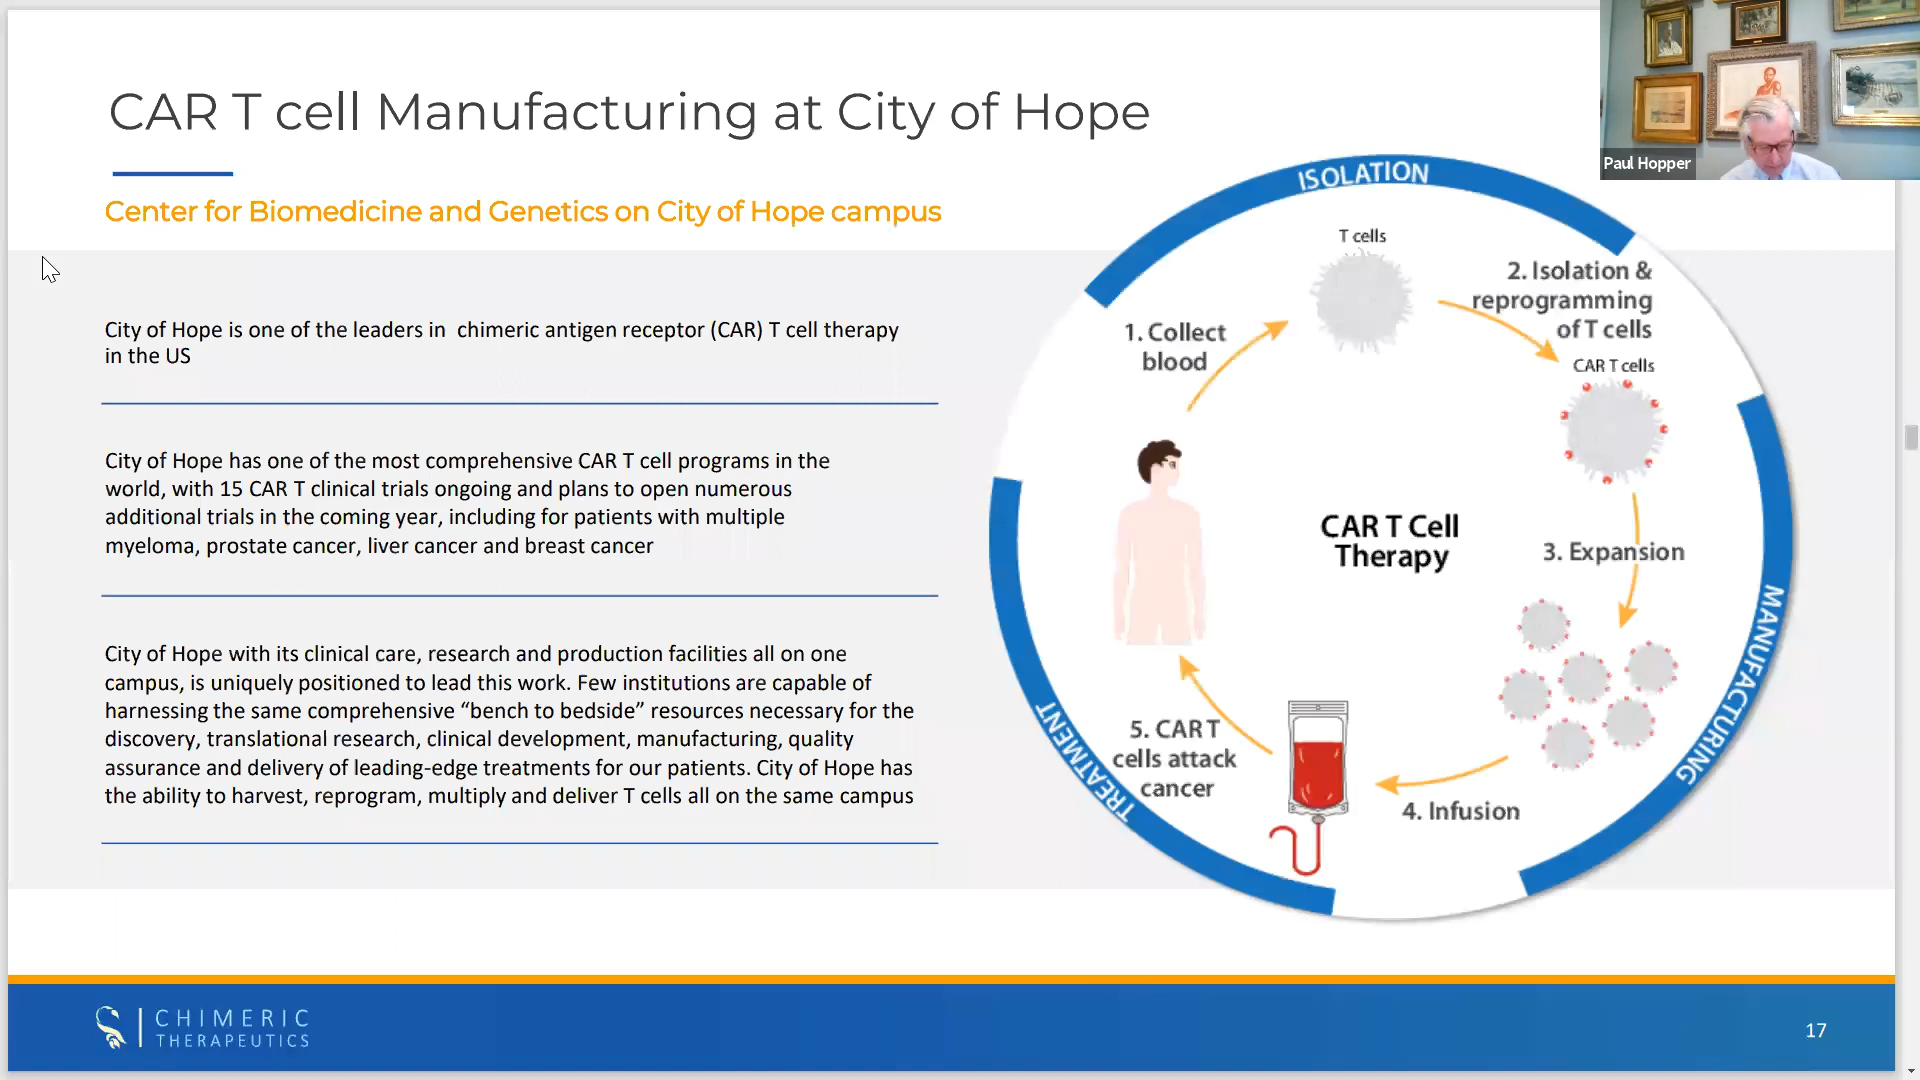 CAR T cell Manufacturing at City of Hope
Center for Biomedicine and Genetics on City of Hope campus
City of Hope is one of the leaders in  chimeric antigen receptor (CAR) T cell therapy
in the US
City of Hope has one of the most comprehensive CAR T cell programs in the
world, with 15 CAR T clinical trials ongoing and plans to open numerous
additional trials in the coming year, including for patients with multiple
myeloma, prostate cancer, liver cancer and breast cancer
City of Hope with its clinical care, research and production facilities all on one
campus, is uniquely positioned to lead this work. Few institutions are capable of
harnessing the same comprehensive “bench to bedside” resources necessary for the
discovery, translational research, clinical development, manufacturing, quality
assurance and delivery of leading-edge treatments for our patients. City of Hope has
the ability to harvest, reprogram, multiply and deliver T cells all on the same campus
Paul Hopper
ISOLATION
T cells
1. Collect
blood
2. Isolation &
reprogramming
of T cells
CAR T cells
CAR T Cell
Therapy
3. Expansion
MANUFACTURING
4. Infusion
5. CAR T
cells attack
cancer
TREATMENT
CHIMERIC
THERAPEUTICS
17